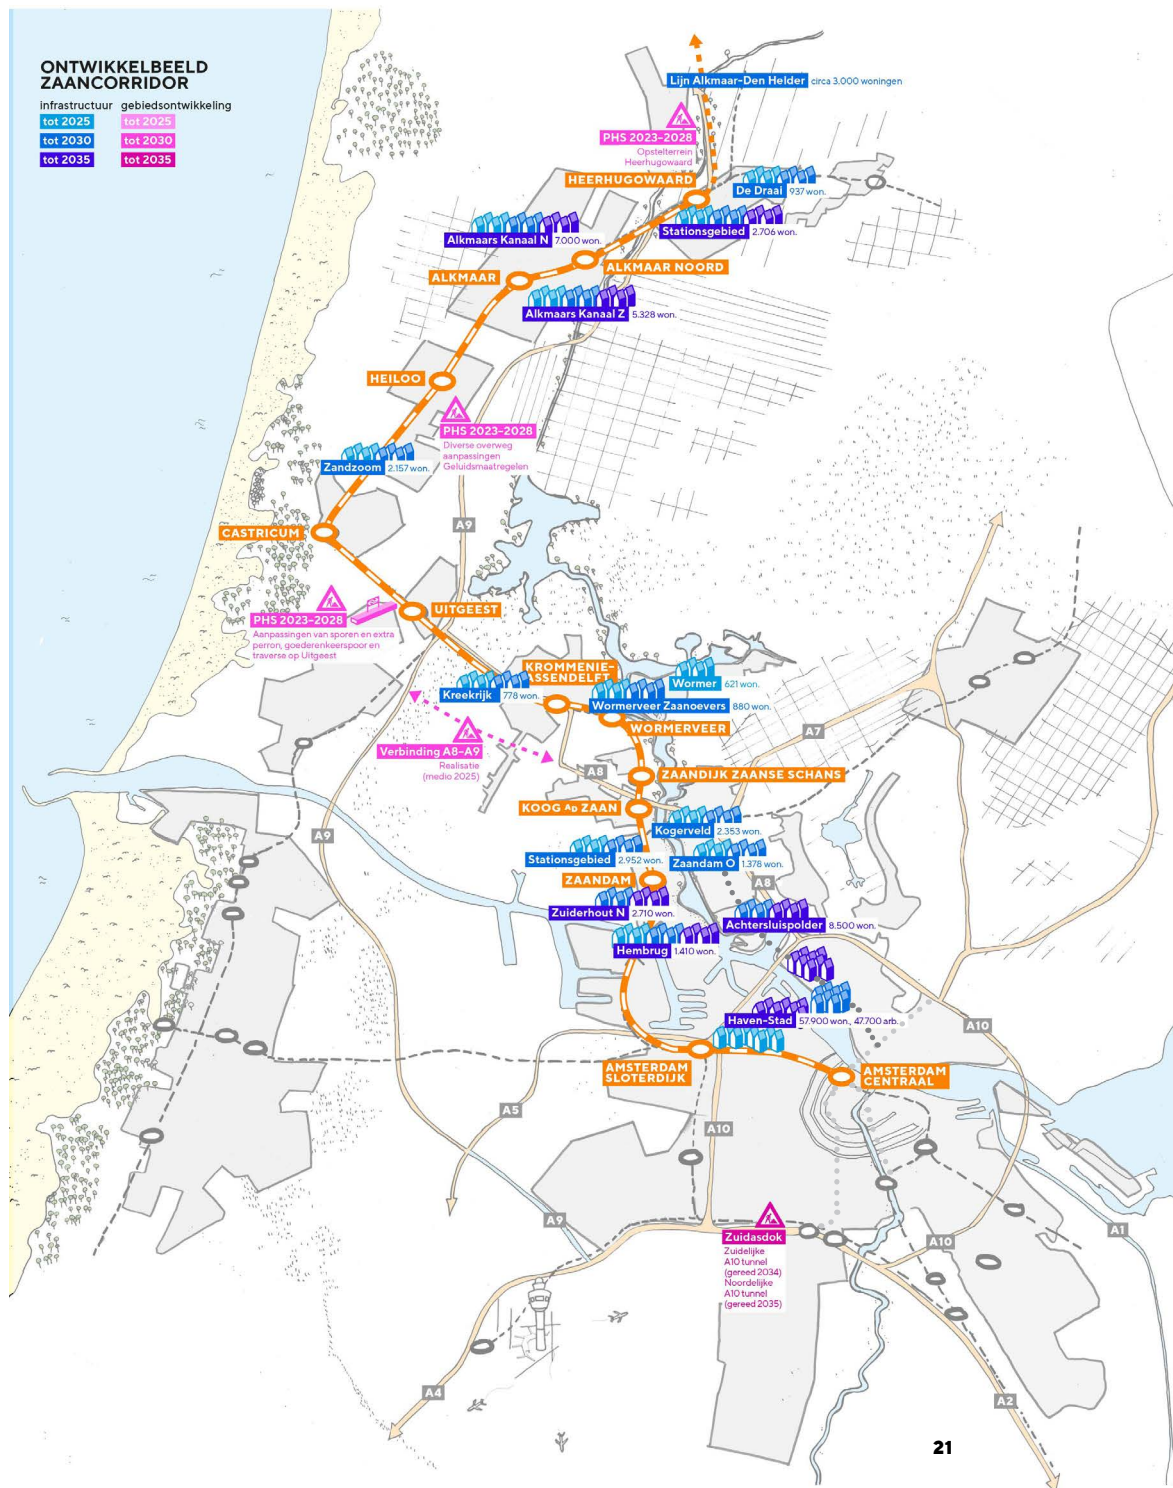 ONTWIKKELBEELD
ZAANCORRIDOR
infrastructuur gebiedsontwikkeling
tot 2025 tot 2025
tot 2030 tot 2030
tot 2035 tot 2035
Lijn Alkmaar-Den Helder circa 3.000 woningen
PHS 2023-2028
Opstelterrein
Heerhugowaard
HEERHUGOWAARD
De Draai 937 won.
Stationsgebied 2.706 won.
Alkmaars Kanaal N 7.000 won.
ALKMAAR NOORD
ALKMAAR
Alkmaars Kanaal Z 5.328 won.
HEILOO
PHS 2023-2028
Diverse overweg
aanpassingen
Geluidsmaatregelen
Zandzoom 2.157 won.
A9
CASTRICUM
UITGEEST
PHS 2023-2028
Aanpassingen van sporen en extra
perron, goederenkeerspoor en
traverse op Uitgeest
KROMMENIE-
ASSENDELFT
Wormer 621 won.
Kreekrijk 778 won.
Wormerveer Zaanoevers 880 won.
WORMERVEER
A7
Verbinding A8-A9
Realisatie
(medio 2025)
A8
ZAANDIJK ZAANSE SCHANS
KOOG AD ZAAN
A9
Kogerveld 2.353 won.
Stationsgebied 2.952 won.
Zaandam O 1.378 won.
ZAANDAM
A8
Zuiderhout N 2.710 won.
Achtersluispolder 8.500 won.
Hembrug 1.410 won.
Haven-Stad 57.900 won., 47.700 arb.
A10
AMSTERDAM
SLOTERDIJK
AMSTERDAM
CENTRAAL
A5
A10
A9
A1
Zuidasdok
Zuidelijke
A10 tunnel
(gereed 2034)
Noordelijke
A10 tunnel
(gereed 2035)
A10
A4
A2
21